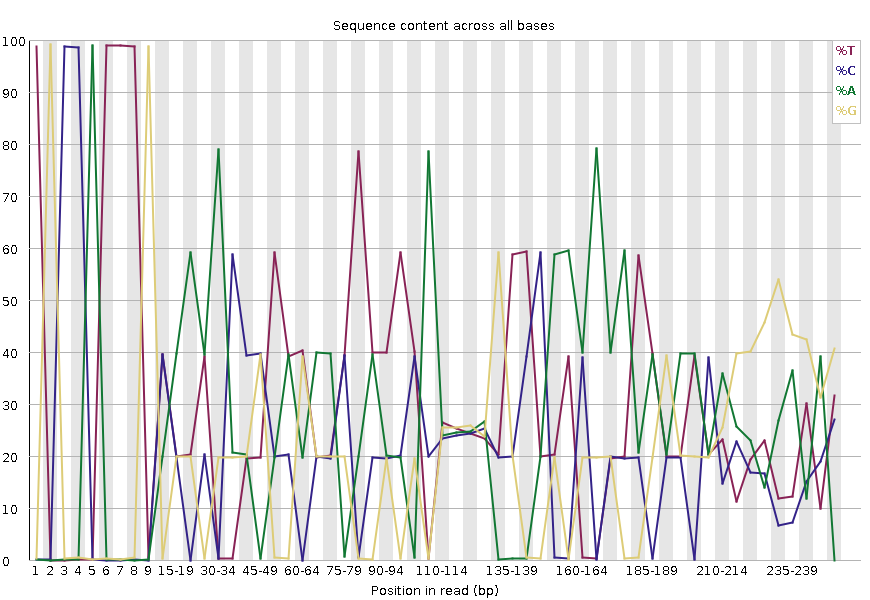 Sequence content across all bases
100
90
80
70
60
50
40
30
20
10
0
%T
%C
%A
%G
1 2 3 4 5 6 7 8 9 15-19 30-34 45-49 60-64 75-79 90-94 110-114 135-139 160-164 185-189 210-214 235-239
Position in read (bp)